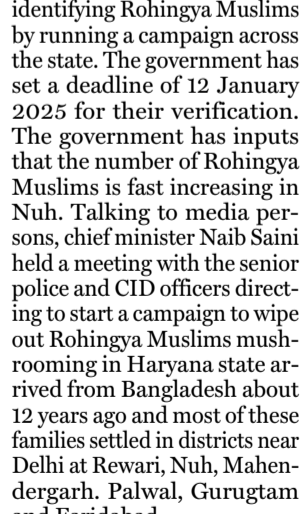 identifying Rohingya Muslims
by running a campaign across
the state. The government has
set a deadline of 12 January
2025 for their verification.
The government has inputs
that the number of Rohingya
Muslims is fast increasing in
Nuh. Talking to media per-
sons, chief minister Naib Saini
held a meeting with the senior
police and CID officers direct-
ing to start a campaign to wipe
out Rohingya Muslims mush-
rooming in Haryana state ar-
rived from Bangladesh about
12 years ago and most of these
families settled in districts near
Delhi at Rewari, Nuh, Mahen-
dergarh. Palwal, Gurugtam
and Faridabad